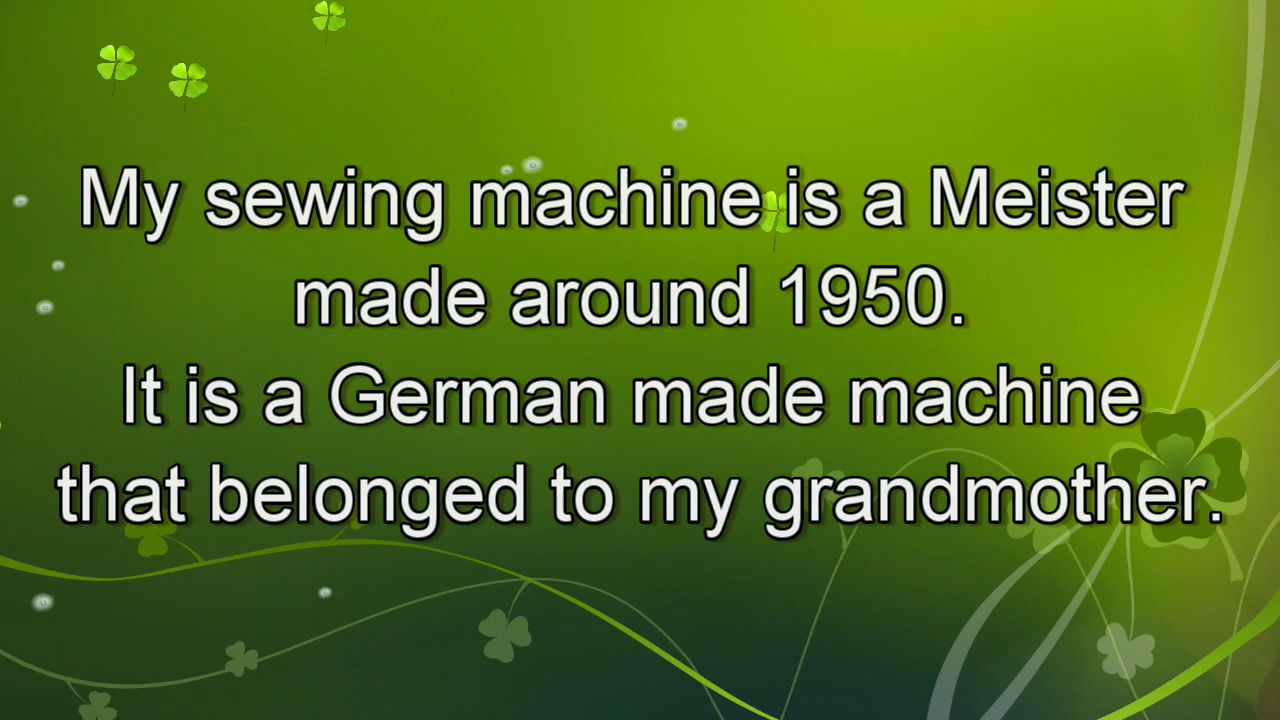 My sewing machine is a Meister
made around 1950.
It is a German made machine
that belonged to my grandmother.